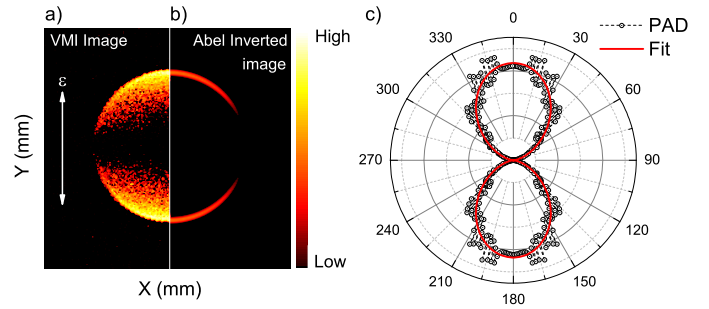 a)
b)
c)
VMI Image
Abel Inverted
image
ε
High
Low
Y (mm)
X (mm)
PAD
Fit
0
30
60
90
120
150
180
210
240
270
300
330